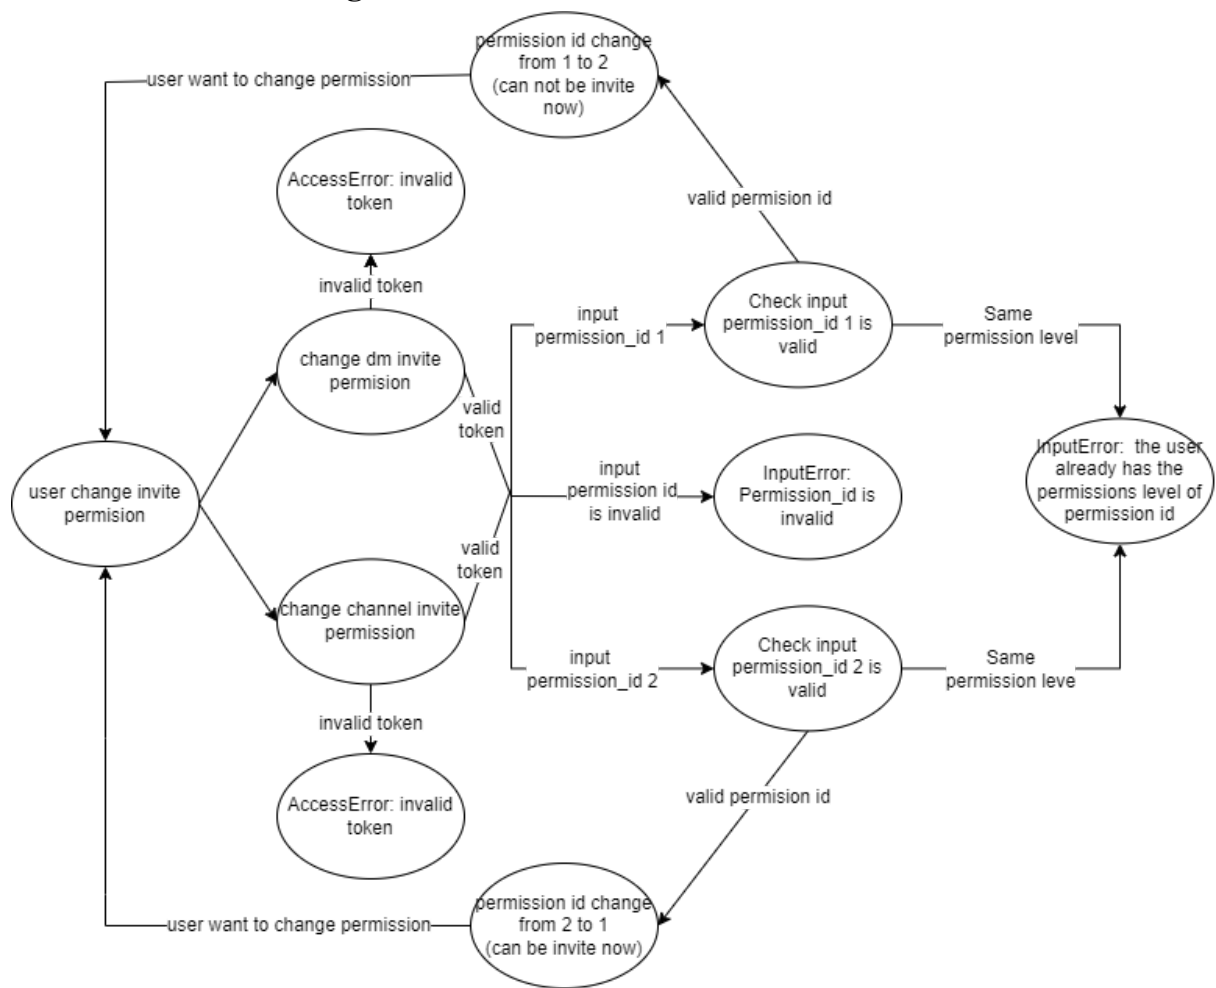 permission id change
from 1 to 2
(can not be invite
now)
user want to change permission
AccessError: invalid
token
valid permision id
invalid token
Check input
permission_id 1 is
valid
input
permission_id 1
Same
permission level
change dm invite
permision
valid
token
InputError:  the user
already has the
permissions level of
permission id
user change invite
permision
input
permission id
is invalid
InputError:
Permission_id is
invalid
valid
token
change channel invite
permission
input
permission_id 2
Check input
permission_id 2 is
valid
Same
permission leve
invalid token
AccessError: invalid
token
valid permision id
permission id change
from 2 to 1
(can be invite now)
user want to change permission